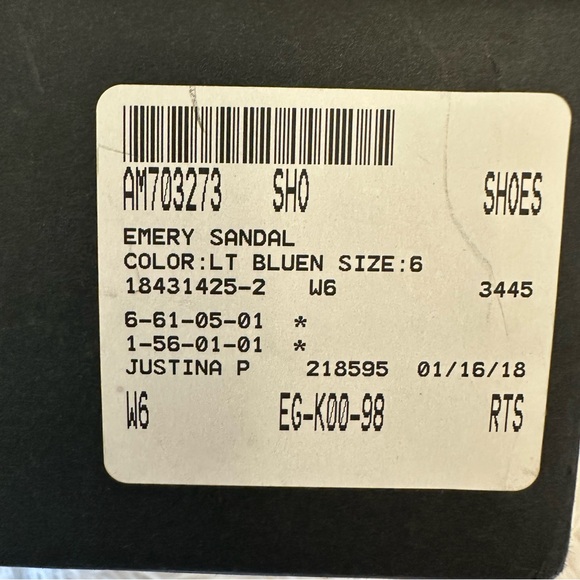 AM703273 SHO SHOES
EMERY SANDAL
COLOR:LT BLUEN SIZE:6
18431425-2 W6 3445
6-61-05-01 *
1-56-01-01 *
JUSTINA P 218595 01/16/18
W6 EG-K00-98 RTS